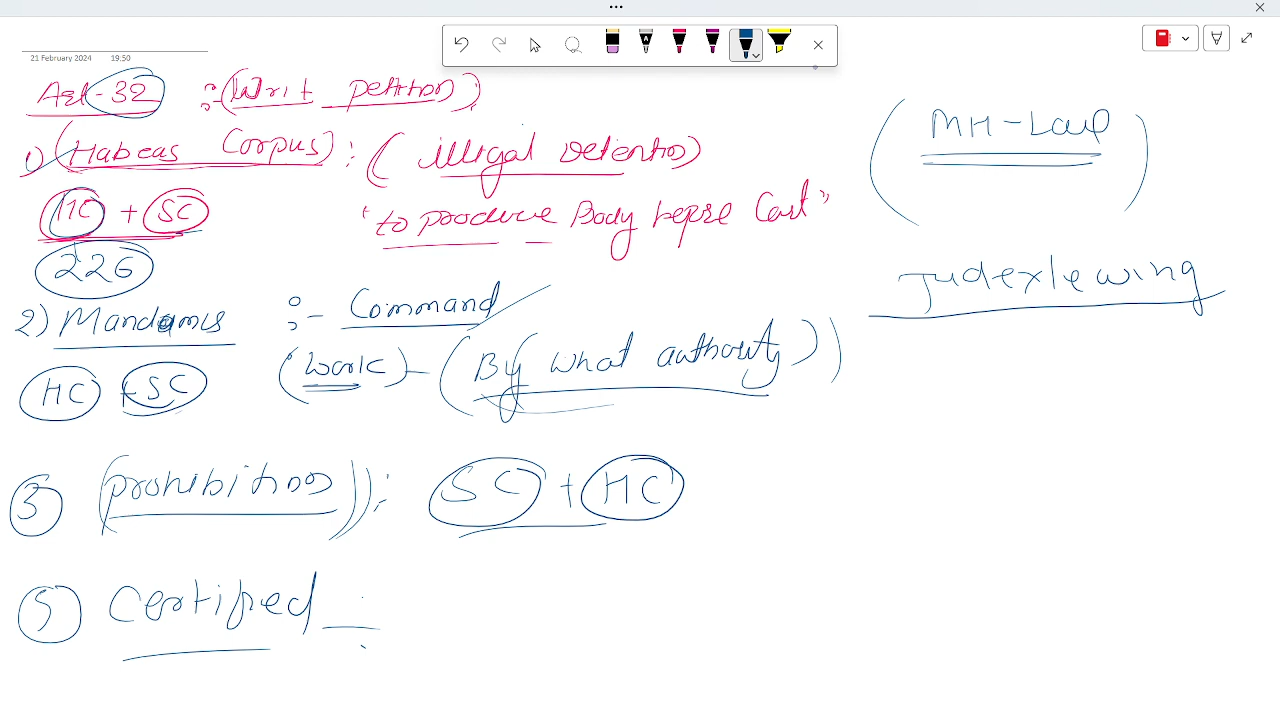 21 February 2024 19:50
Art-32 :- (Writ petition)
1) (Habeas Corpus) : (illegal Detention)
HC + SC "to produce Body before Court"
226
2) Mandamus :- Command
(work) - (By what authority)
HC + SC
3 (prohibition) : SC + HC
5 Certified
(MH-Law)
Judexlewing